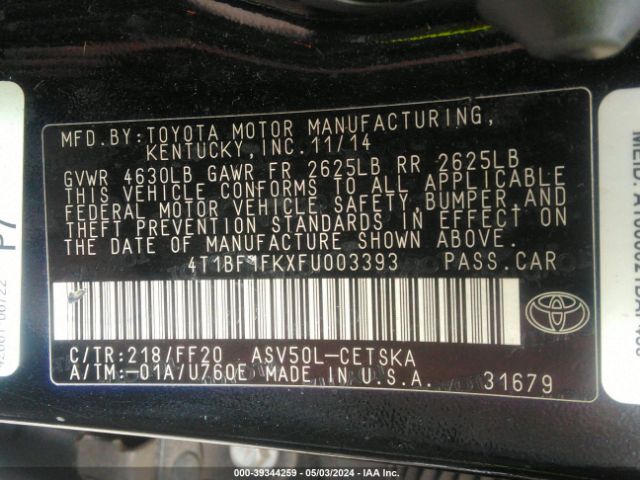 MFD.BY: TOYOTA MOTOR MANUFACTURING,
KENTUCKY, INC. 11/14
GVWR 4630LB GAWR FR 2625LB RR 2625LB
THIS VEHICLE CONFORMS TO ALL APPLICABLE
FEDERAL MOTOR VEHICLE SAFETY, BUMPER, AND
THEFT PREVENTION STANDARDS IN EFFECT ON
THE DATE OF MANUFACTURE SHOWN ABOVE.
4T1BF1FKXFU003393 PASS.CAR
C/TR:218/FF20 ASV50L-CETSKA
A/TM:-01A/U760E MADE IN U.S.A. 31679
P7
000-39344259 - 05/03/2024 - IAA Inc.